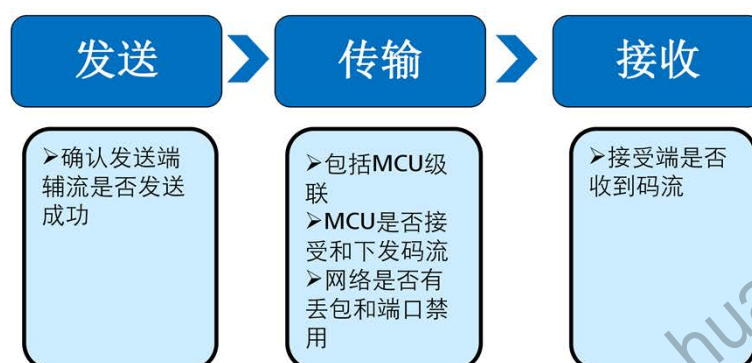 发送
传输
接收
➢确认发送端
辅流是否发送
成功
➢包括MCU级
联
➢MCU是否接
受和下发码流
➢网络是否有
丢包和端口禁
用
➢接受端是否
收到码流
hua